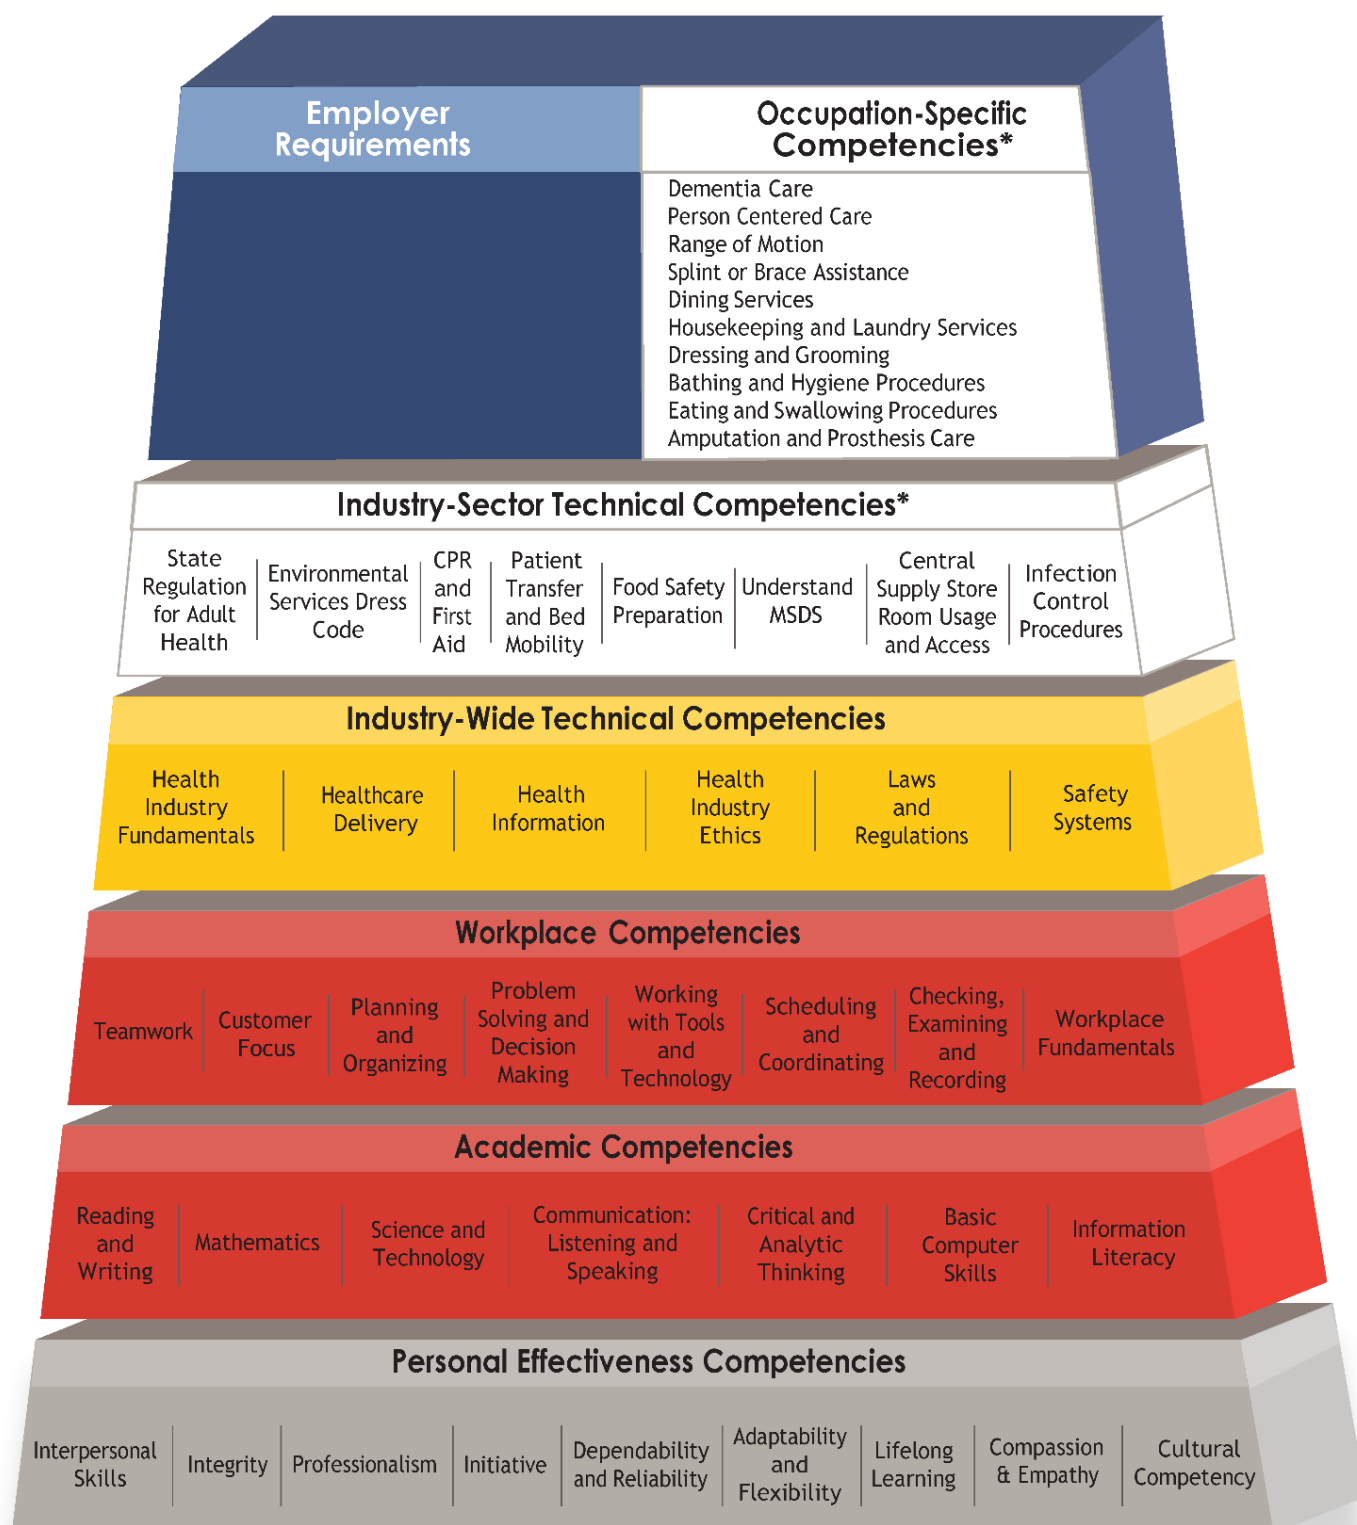 Employer
Requirements
Occupation-Specific
Competencies*
Dementia Care
Person Centered Care
Range of Motion
Splint or Brace Assistance
Dining Services
Housekeeping and Laundry Services
Dressing and Grooming
Bathing and Hygiene Procedures
Eating and Swallowing Procedures
Amputation and Prosthesis Care
Industry-Sector Technical Competencies*
State
Regulation
for Adult
Health
Environmental
Services Dress
Code
CPR
and
First
Aid
Patient
Transfer
and Bed
Mobility
Food Safety
Preparation
Understand
MSDS
Central
Supply Store
Room Usage
and Access
Infection
Control
Procedures
Industry-Wide Technical Competencies
Health
Industry
Fundamentals
Healthcare
Delivery
Health
Information
Health
Industry
Ethics
Laws
and
Regulations
Safety
Systems
Workplace Competencies
Teamwork
Customer
Focus
Planning
and
Organizing
Problem
Solving and
Decision
Making
Working
with Tools
and
Technology
Scheduling
and
Coordinating
Checking,
Examining
and
Recording
Workplace
Fundamentals
Academic Competencies
Reading
and
Writing
Mathematics
Science and
Technology
Communication:
Listening and
Speaking
Critical and
Analytic
Thinking
Basic
Computer
Skills
Information
Literacy
Personal Effectiveness Competencies
Interpersonal
Skills
Integrity
Professionalism
Initiative
Dependability
and Reliability
Adaptability
and
Flexibility
Lifelong
Learning
Compassion
& Empathy
Cultural
Competency